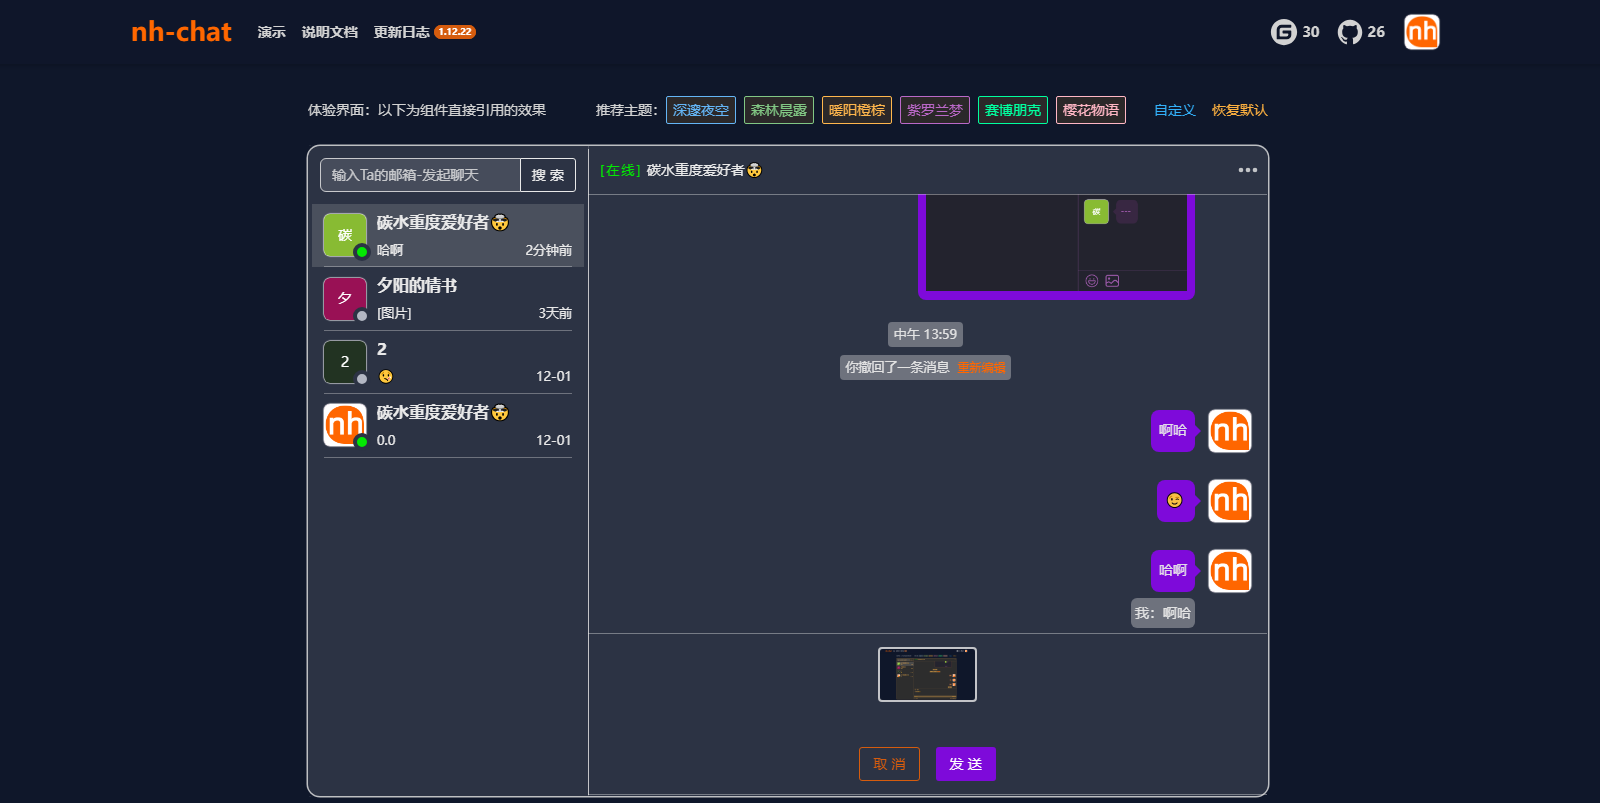 nh-chat 演示 说明文档 更新日志 1.12.22 30 26 nh
体验界面：以下为组件直接引用的效果 推荐主题： 深邃夜空 森林晨露 暖阳橙棕 紫罗兰梦 赛博朋克 樱花物语 自定义 恢复默认
输入Ta的邮箱-发起聊天 搜 索
碳 碳水重度爱好者🤯
哈啊 2分钟前
夕 夕阳的情书
[图片] 3天前
2 2
12-01
nh 碳水重度爱好者🤯
0.0 12-01
[在线] 碳水重度爱好者🤯
碳
中午 13:59
你撤回了一条消息 重新编辑
啊哈 nh
nh
哈啊 nh
我：啊哈
取 消 发 送